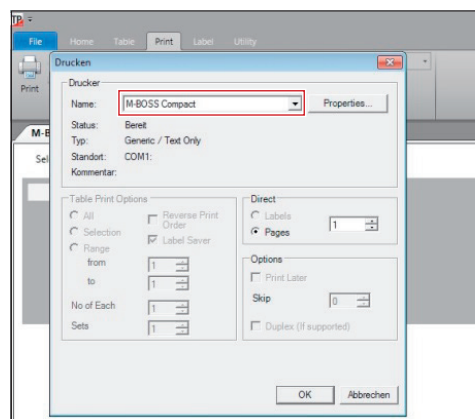 TP
File Home Table Print Label Utility
Print
Drucken
Drucker
Name: M-BOSS Compact Properties...
Status: Bereit
Typ: Generic / Text Only
Standort: COM1:
Kommentar:
M-B
Sel
Table Print Options
All
Selection
Range
from 1
to 1
No of Each 1
Sets 1
Reverse Print Order
Label Saver
Direct
Labels
Pages
1
Options
Print Later
Skip 0
Duplex (If supported)
OK Abbrechen